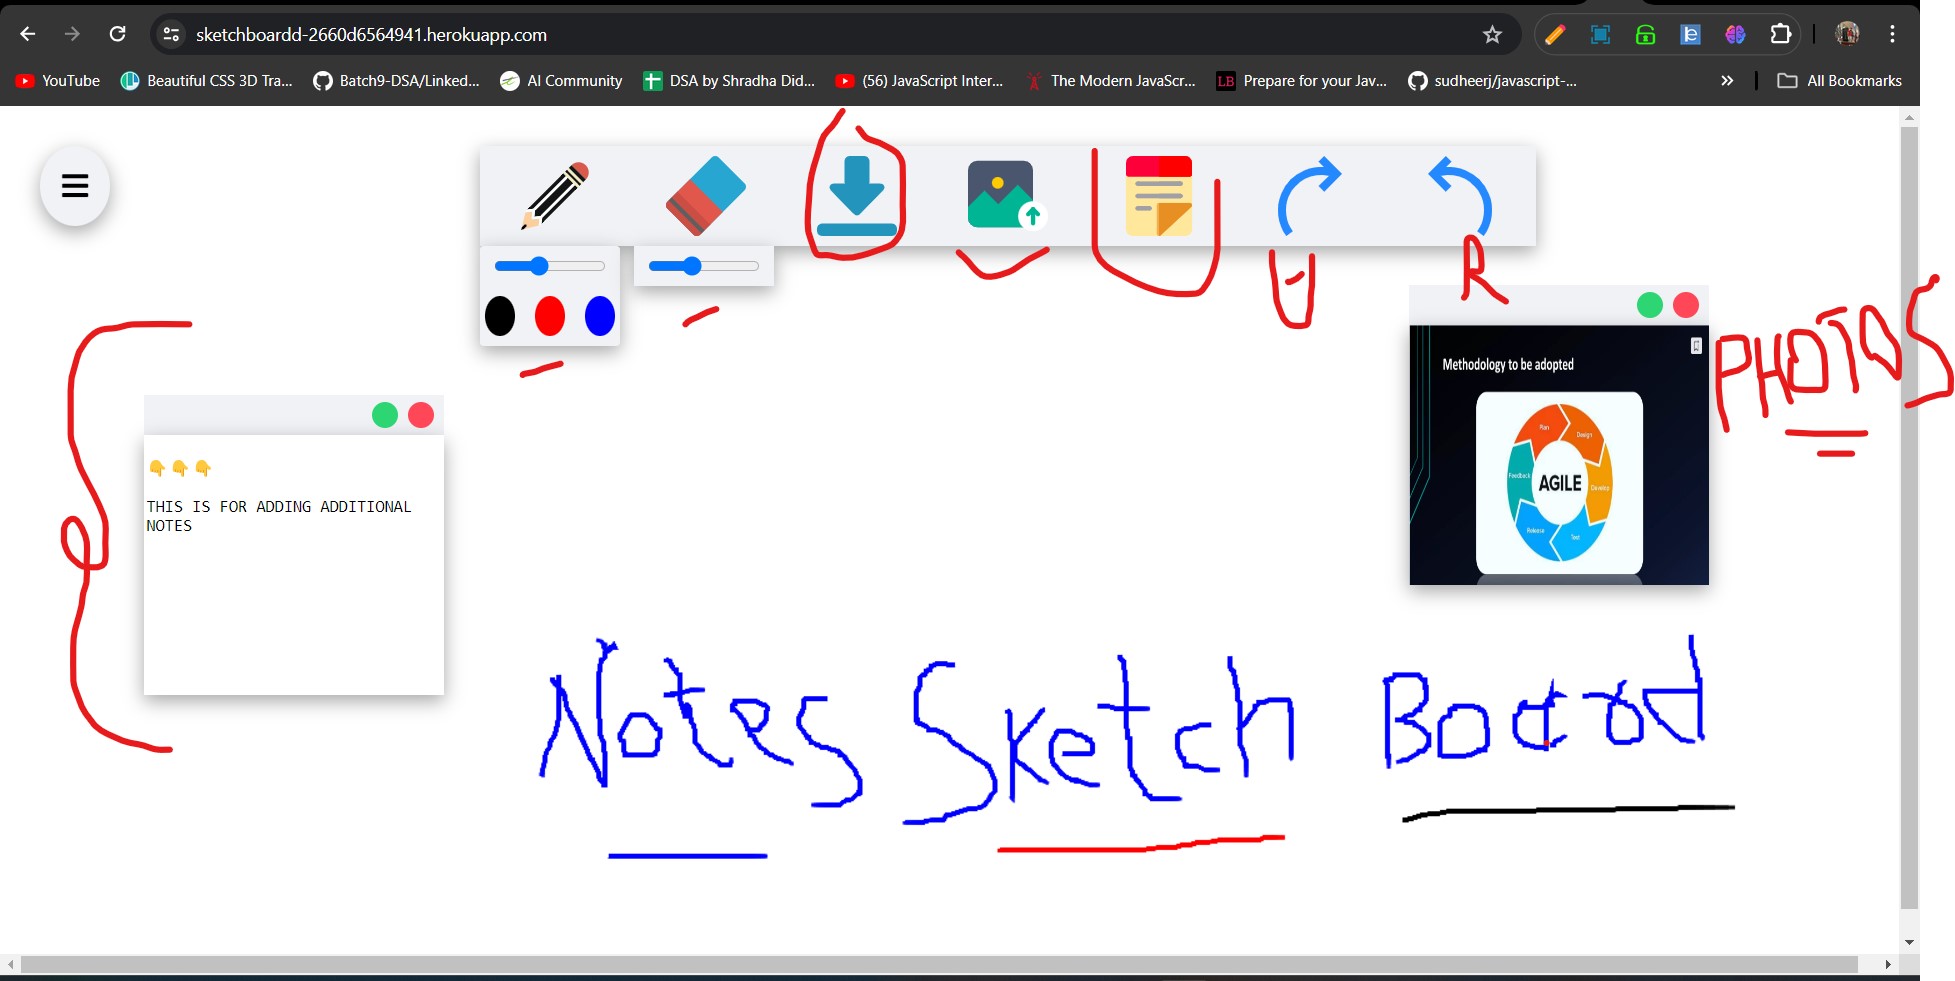 sketchboardd-2660d6564941.herokuapp.com
YouTube Beautiful CSS 3D Tra... Batch9-DSA/Linked... AI Community DSA by Shradha Did... (56) JavaScript Inter... The Modern JavaScr... LB Prepare for your Jav... sudheerj/javascript-... » All Bookmarks
U R
PHOTOS
Methodology to be adopted
Plan
Design
Feedback
AGILE
Develop
Release
Test
👇👇👇
THIS IS FOR ADDING ADDITIONAL
NOTES
Notes Sketch Board